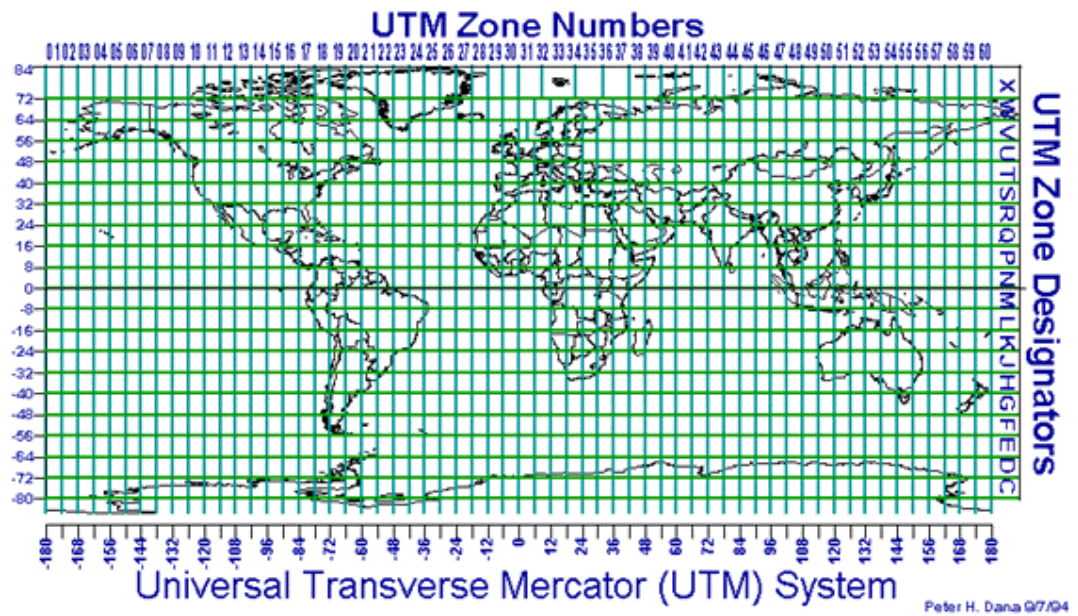 UTM Zone Numbers
01 02 03 04 05 06 07 08 09 10 11 12 13 14 15 16 17 18 19 20 21 22 23 24 25 26 27 28 29 30 31 32 33 34 35 36 37 38 39 40 41 42 43 44 45 46 47 48 49 50 51 52 53 54 55 56 57 58 59 60
84
72
64
56
48
40
32
24
16
8
0
-8
-16
-24
-32
-40
-48
-56
-64
-72
-80
X
W
V
U
T
S
R
Q
P
N
M
L
K
J
H
G
F
E
D
C
UTM Zone Designators
-180 -168 -156 -144 -132 -120 -108 -96 -84 -72 -60 -48 -36 -24 -12 0 12 24 36 48 60 72 84 96 108 120 132 144 156 168 180
Universal Transverse Mercator (UTM) System
Peter H. Dana 9/7/94